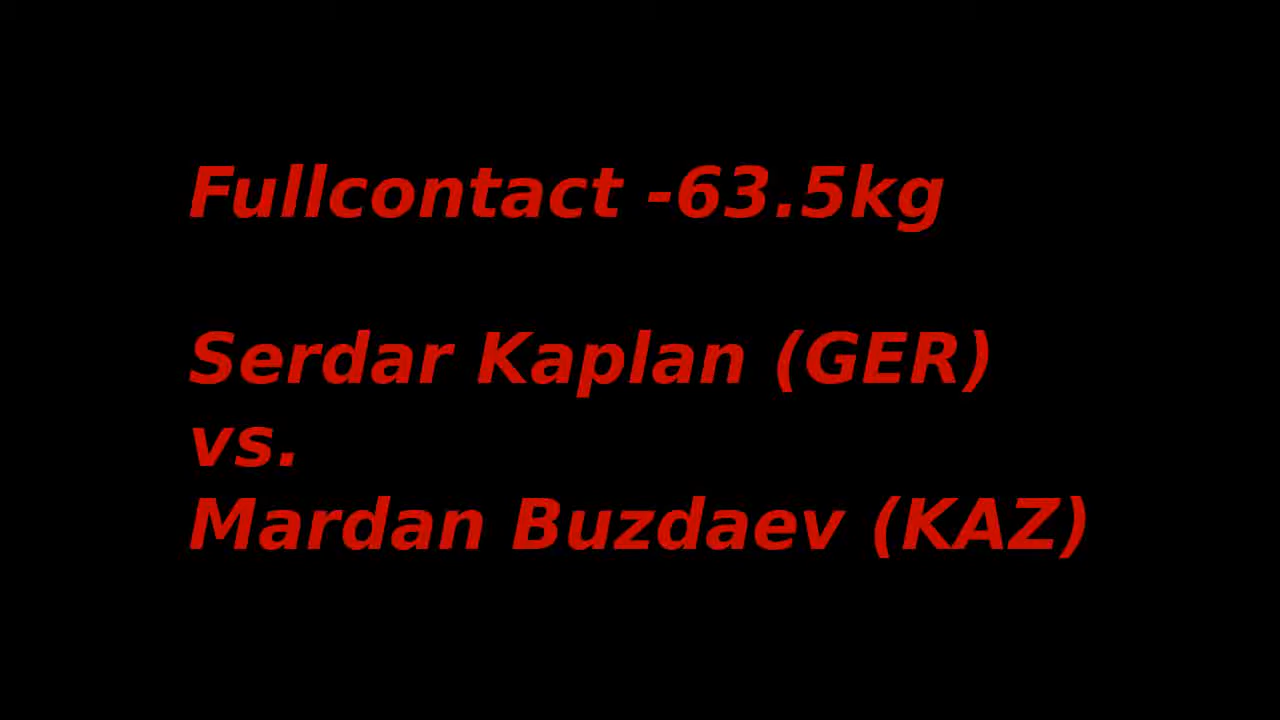 Fullcontact -63.5kg
Serdar Kaplan (GER)
vs.
Mardan Buzdaev (KAZ)